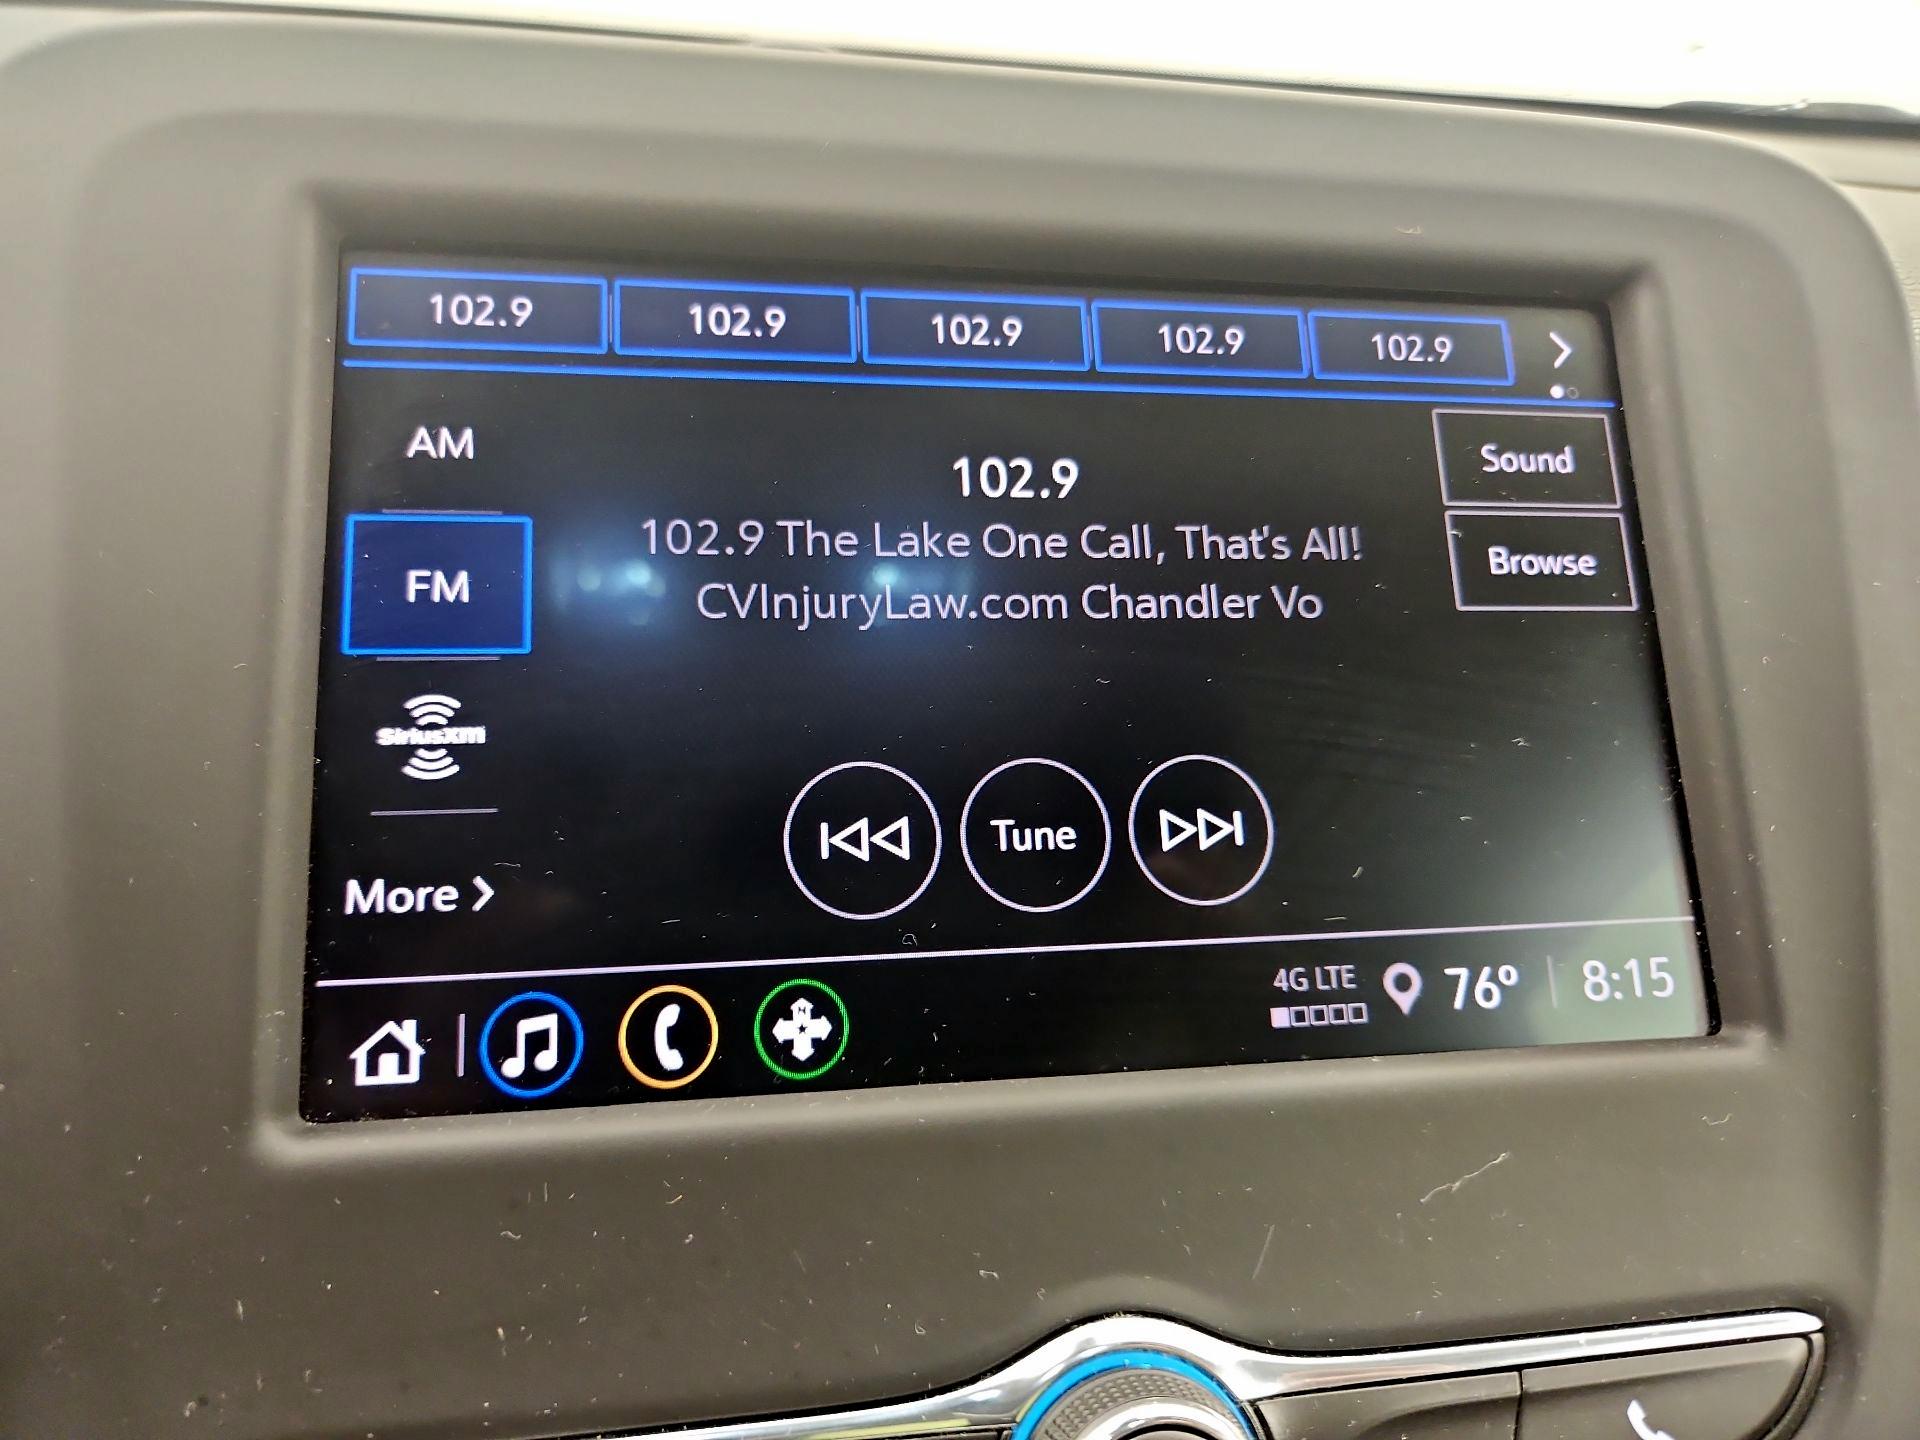 102.9 102.9 102.9 102.9 102.9
AM
102.9
Sound
102.9 The Lake One Call, That's All!
Browse
FM
CVInjuryLaw.com Chandler Vo
SiriusXM
Tune
More
4G LTE 76° 8:15
N